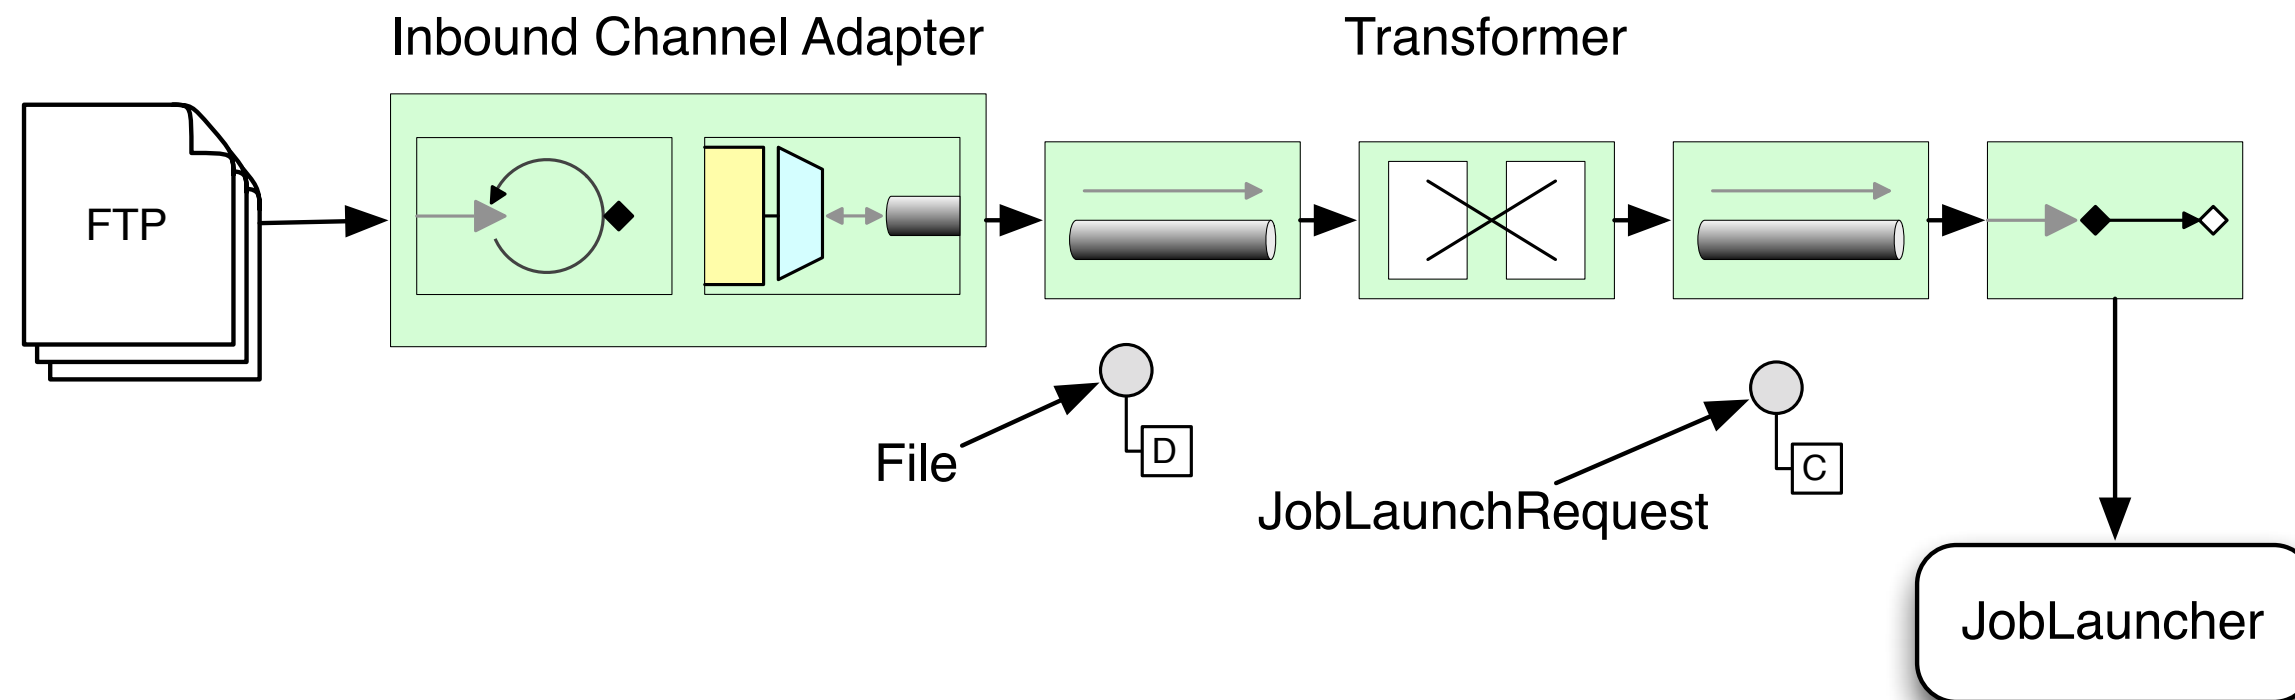 Inbound Channel Adapter
Transformer
FTP
File
D
JobLaunchRequest
C
JobLauncher